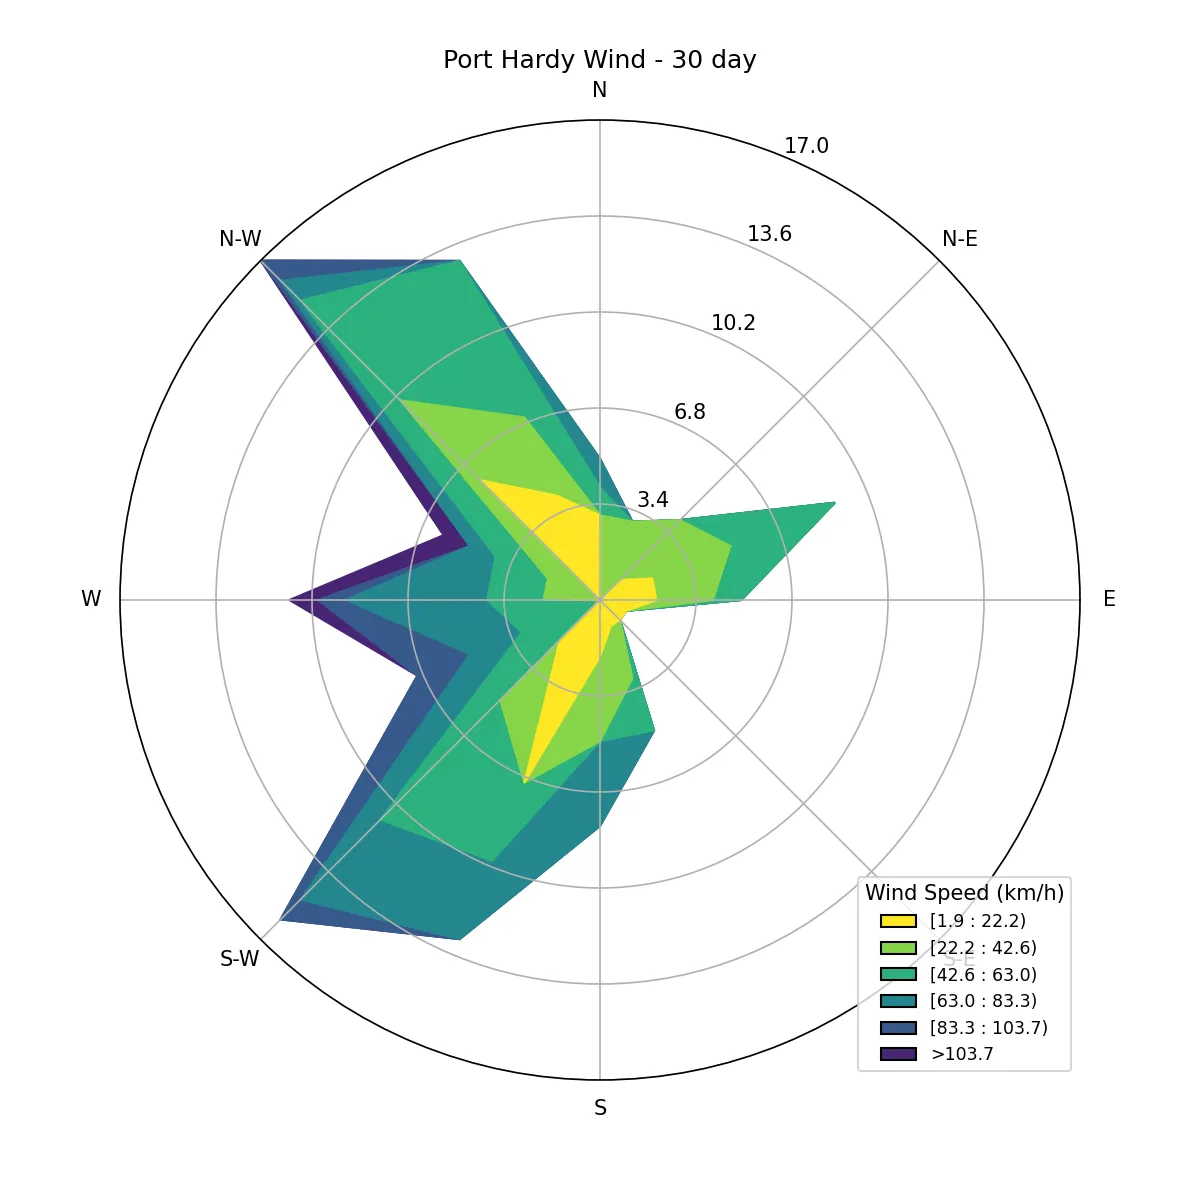 Port Hardy Wind - 30 day
N
17.0
13.6
N-W
N-E
10.2
6.8
3.4
W
E
Wind Speed (km/h)
[1.9 : 22.2)
[22.2 : 42.6)
S-W
S-E
[42.6 : 63.0)
[63.0 : 83.3)
[83.3 : 103.7)
>103.7
S